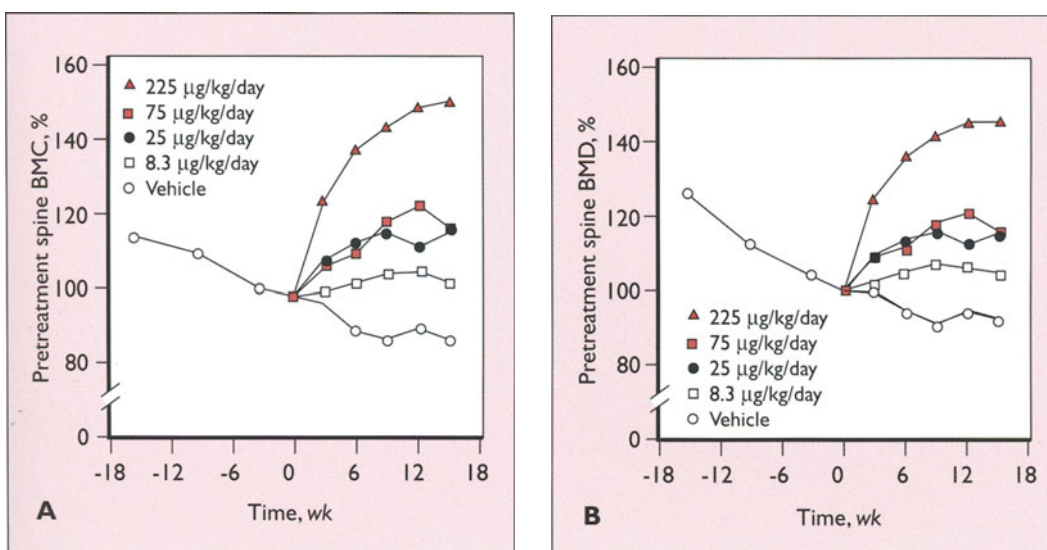 160
140
120
100
80
0
Pretreatment spine BMC, %
225 μg/kg/day
75 μg/kg/day
25 μg/kg/day
8.3 μg/kg/day
Vehicle
-18 -12 -6 0 6 12 18
Time, wk
A
160
140
120
100
80
0
Pretreatment spine BMD, %
225 μg/kg/day
75 μg/kg/day
25 μg/kg/day
8.3 μg/kg/day
Vehicle
-18 -12 -6 0 6 12 18
Time, wk
B